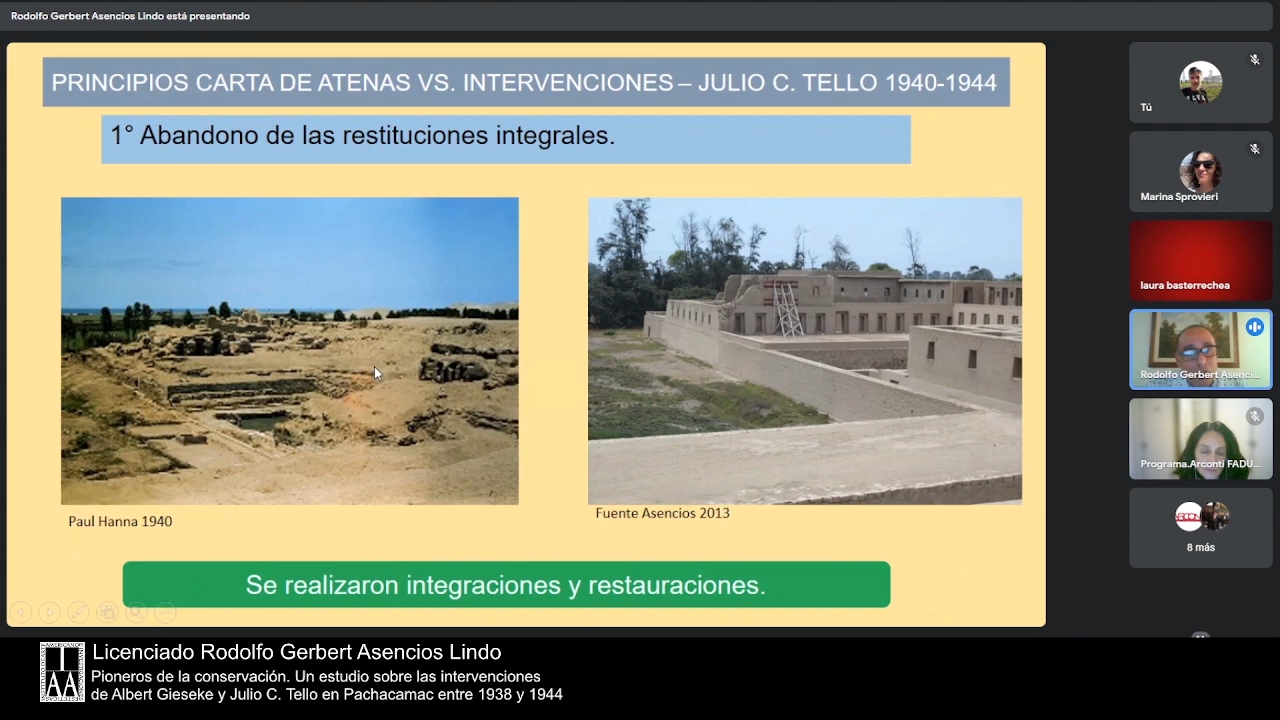 Rodolfo Gerbert Asencios Lindo está presentando
PRINCIPIOS CARTA DE ATENAS VS. INTERVENCIONES – JULIO C. TELLO 1940-1944
1° Abandono de las restituciones integrales.
Paul Hanna 1940
Fuente Asencios 2013
Se realizaron integraciones y restauraciones.
Tú
Marina Sprovieri
laura basterrechea
Rodolfo Gerbert Asenci...
Programa.Arconti FADU...
8 más
IAA
Licenciado Rodolfo Gerbert Asencios Lindo
Pioneros de la conservación. Un estudio sobre las intervenciones
de Albert Gieseke y Julio C. Tello en Pachacamac entre 1938 y 1944